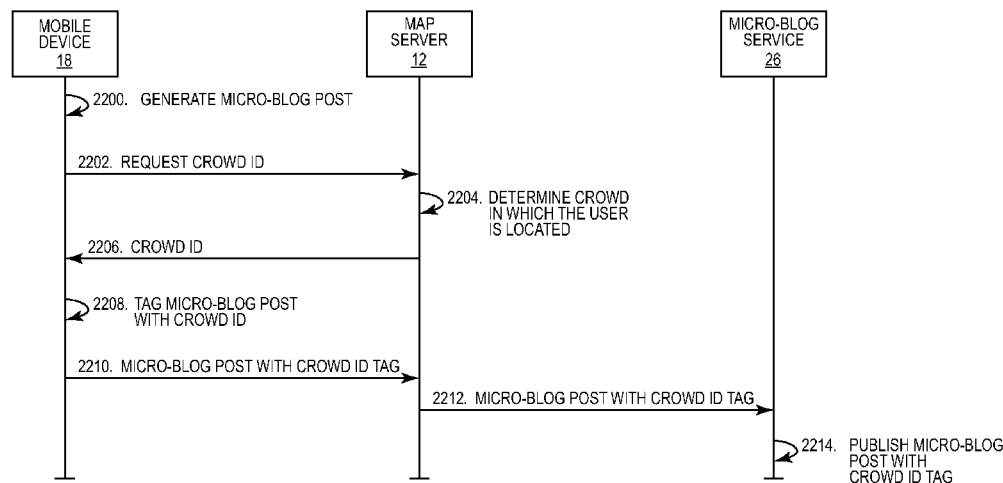 MOBILE
DEVICE
18
MAP
SERVER
12
MICRO-BLOG
SERVICE
26
2200. GENERATE MICRO-BLOG POST
2202. REQUEST CROWD ID
2204. DETERMINE CROWD
IN WHICH THE USER
IS LOCATED
2206. CROWD ID
2208. TAG MICRO-BLOG POST
WITH CROWD ID
2210. MICRO-BLOG POST WITH CROWD ID TAG
2212. MICRO-BLOG POST WITH CROWD ID TAG
2214. PUBLISH MICRO-BLOG
POST WITH
CROWD ID TAG